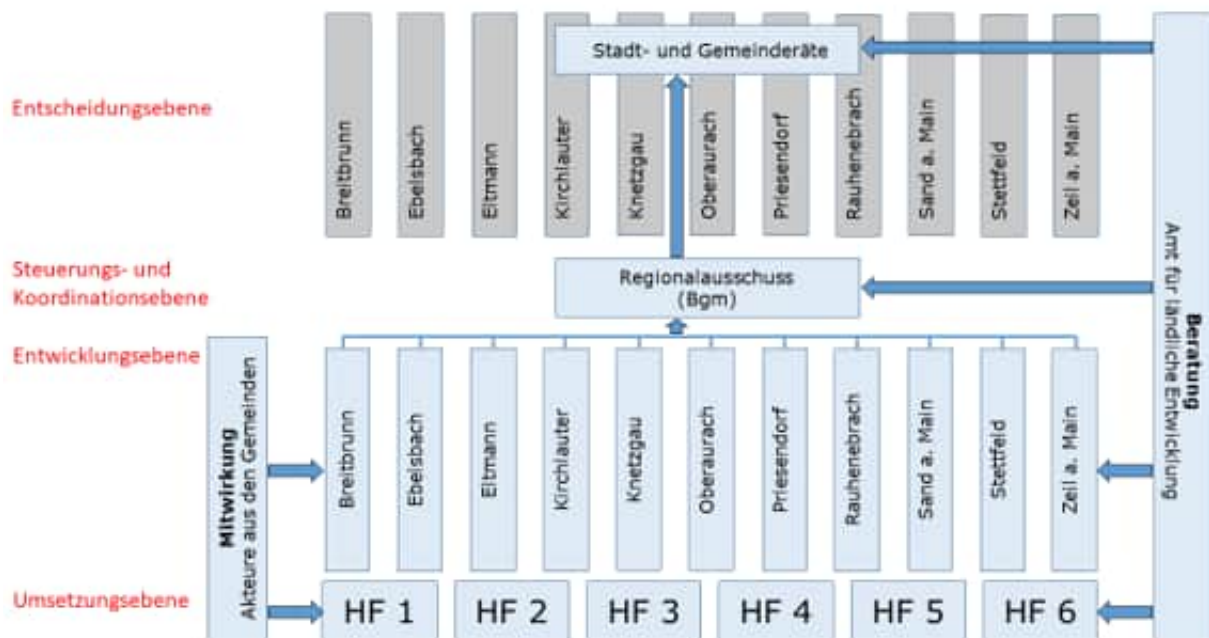 Stadt- und Gemeinderäte
Entscheidungsebene
Breitbrunn
Ebelsbach
Eltmann
Kirchlauter
Knetzgau
Oberaurach
Priesendorf
Rauhenebrach
Sand a. Main
Stettfeld
Zeil a. Main
Steuerungs- und
Koordinationsebene
Regionalausschuss
(Bgm)
Entwicklungsebene
Mitwirkung
Akteure aus den Gemeinden
Breitbrunn
Ebelsbach
Eltmann
Kirchlauter
Knetzgau
Oberaurach
Priesendorf
Rauhenebrach
Sand a. Main
Stettfeld
Zeil a. Main
Beratung
Amt für ländliche Entwicklung
Umsetzungsebene
HF 1
HF 2
HF 3
HF 4
HF 5
HF 6